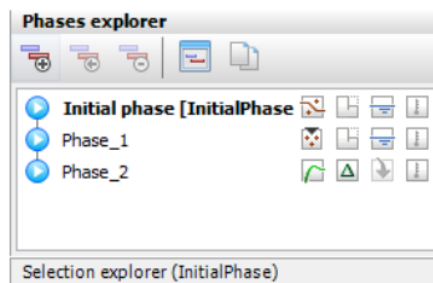 Phases explorer
Initial phase [InitialPhase
Phase_1
Phase_2
Selection explorer (InitialPhase)